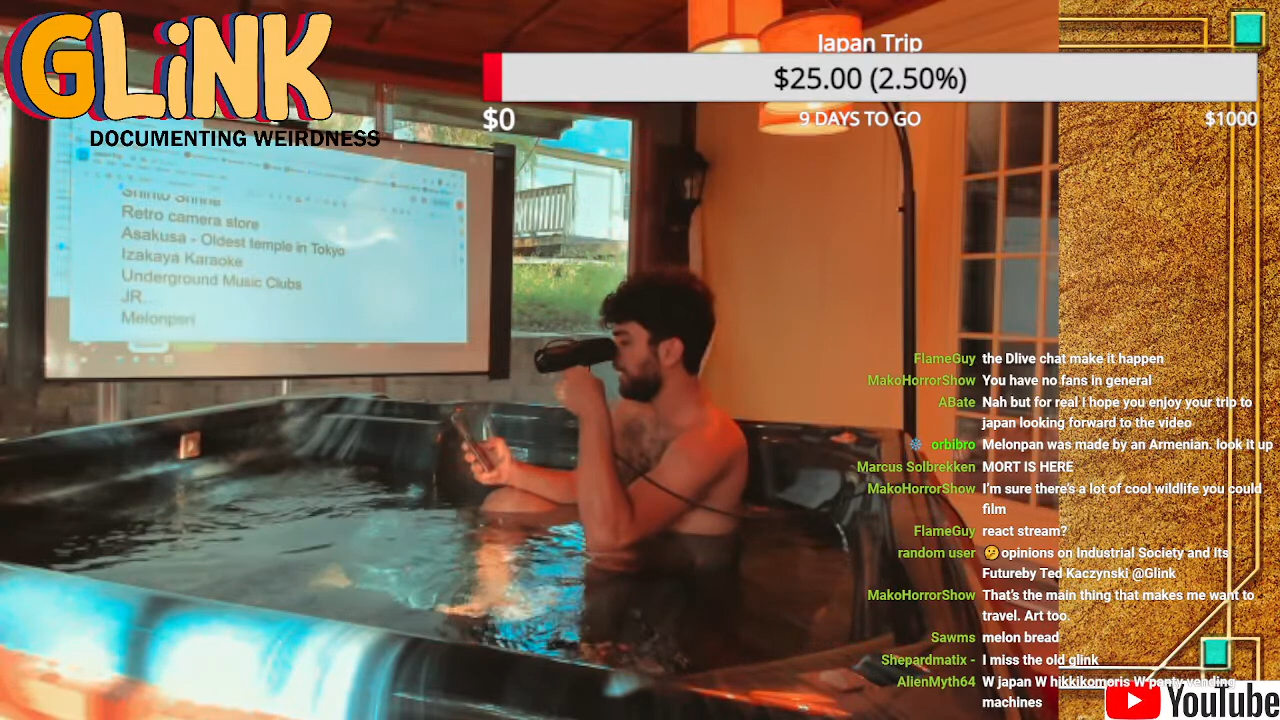 GLiNK
DOCUMENTING WEIRDNESS
Japan Trip
$25.00 (2.50%)
$0
9 DAYS TO GO
$1000
Shinto Shrine
Retro camera store
Asakusa - Oldest temple in Tokyo
Izakaya Karaoke
Underground Music Clubs
JR
Melonpan
FlameGuy the Dlive chat make it happen
MakoHorrorShow You have no fans in general
ABate Nah but for real i hope you enjoy your trip to
japan looking forward to the video
orbibro Melonpan was made by an Armenian. look it up
Marcus Solbrekken MORT IS HERE
MakoHorrorShow I'm sure there's a lot of cool wildlife you could
film
FlameGuy react stream?
random user 🤔opinions on Industrial Society and Its
Futureby Ted Kaczynski @Glink
MakoHorrorShow That's the main thing that makes me want to
travel. Art too.
Sawms melon bread
Shepardmatix - I miss the old glink
AlienMyth64 W japan W hikkikomoris W panty vending
machines
YouTube